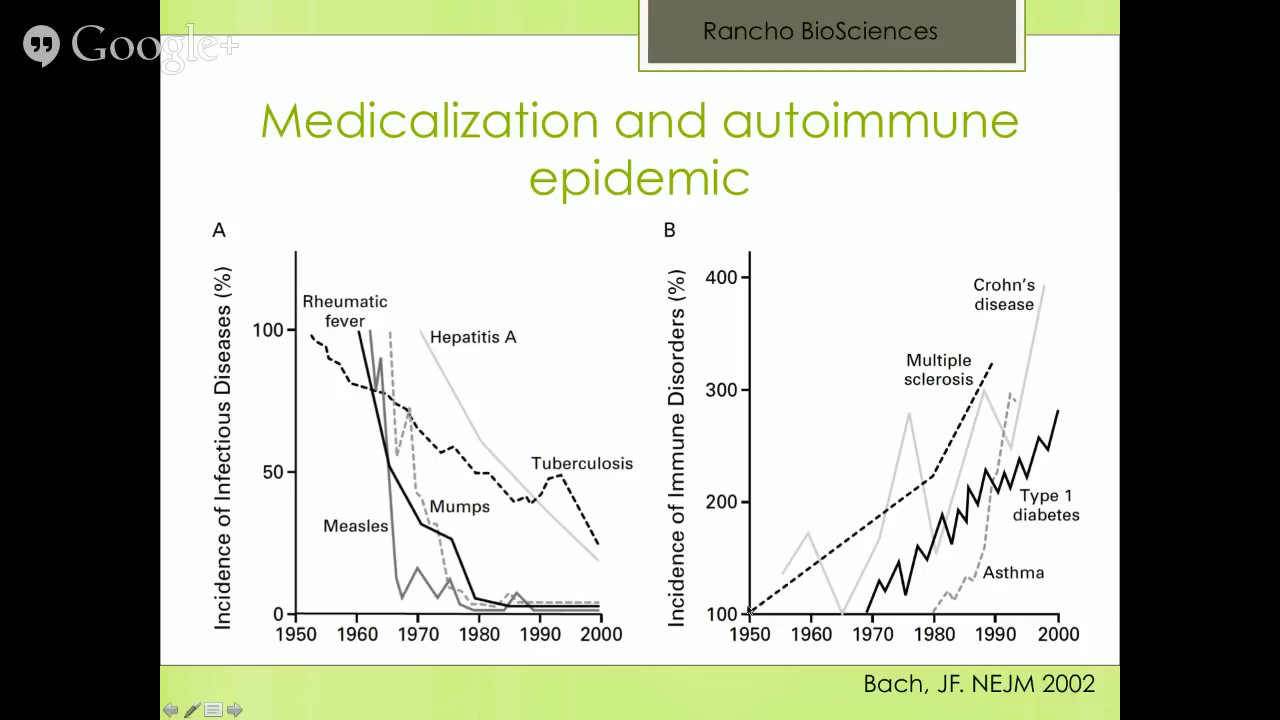 Google+
Rancho BioSciences
Medicalization and autoimmune
epidemic
A
Incidence of Infectious Diseases (%)
100
50
0
1950 1960 1970 1980 1990 2000
Rheumatic
fever
Hepatitis A
Tuberculosis
Mumps
Measles
B
Incidence of Immune Disorders (%)
400
300
200
100
1950 1960 1970 1980 1990 2000
Crohn's
disease
Multiple
sclerosis
Type 1
diabetes
Asthma
Bach, JF. NEJM 2002